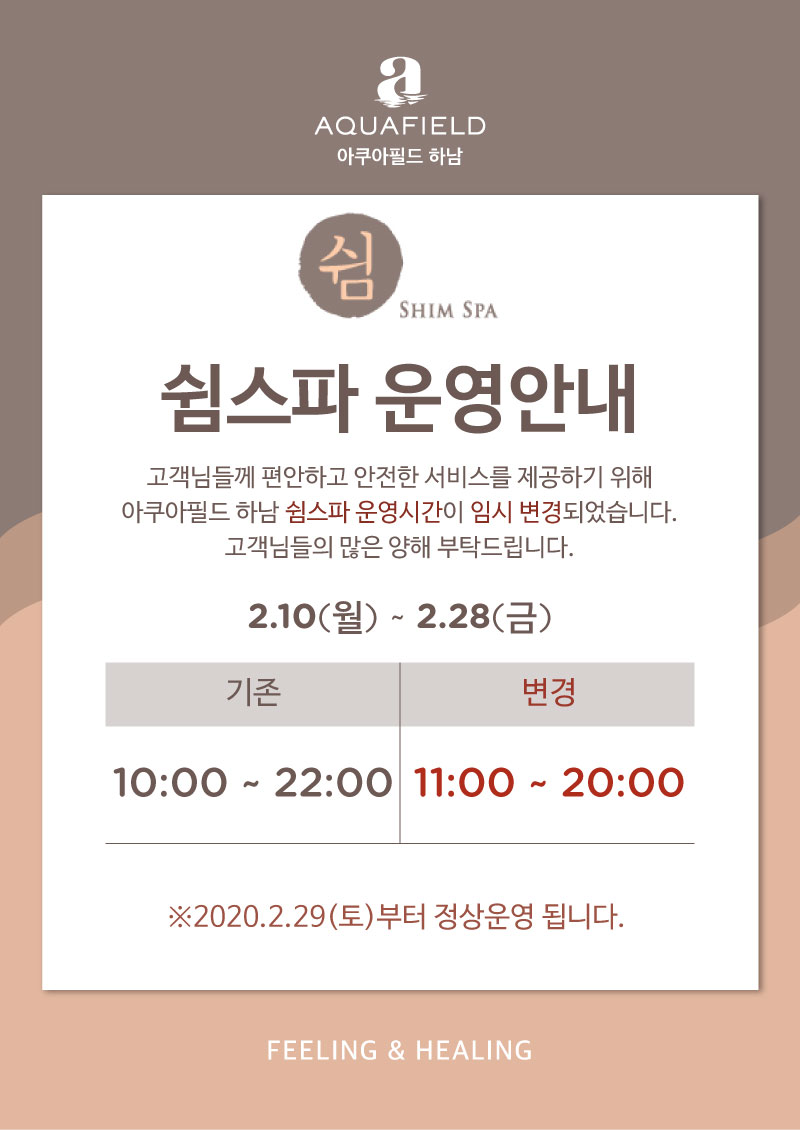 a
AQUAFIELD
아쿠아필드 하남
쉼
SHIM SPA
쉼스파 운영안내
고객님들께 편안하고 안전한 서비스를 제공하기 위해
아쿠아필드 하남 쉼스파 운영시간이 임시 변경되었습니다.
고객님들의 많은 양해 부탁드립니다.
2.10(월) ~ 2.28(금)
기존 변경
10:00 ~ 22:00 11:00 ~ 20:00
※2020.2.29(토)부터 정상운영 됩니다.
FEELING & HEALING